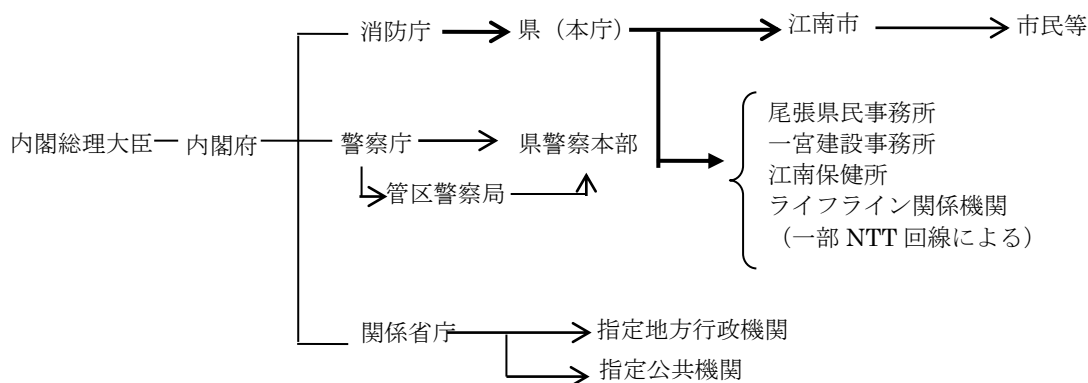 消防庁 県（本庁） 江南市 市民等
尾張県民事務所
一宮建設事務所
江南保健所
ライフライン関係機関
（一部 NTT 回線による）
内閣総理大臣 内閣府 警察庁 県警察本部
管区警察局
関係省庁 指定地方行政機関
指定公共機関